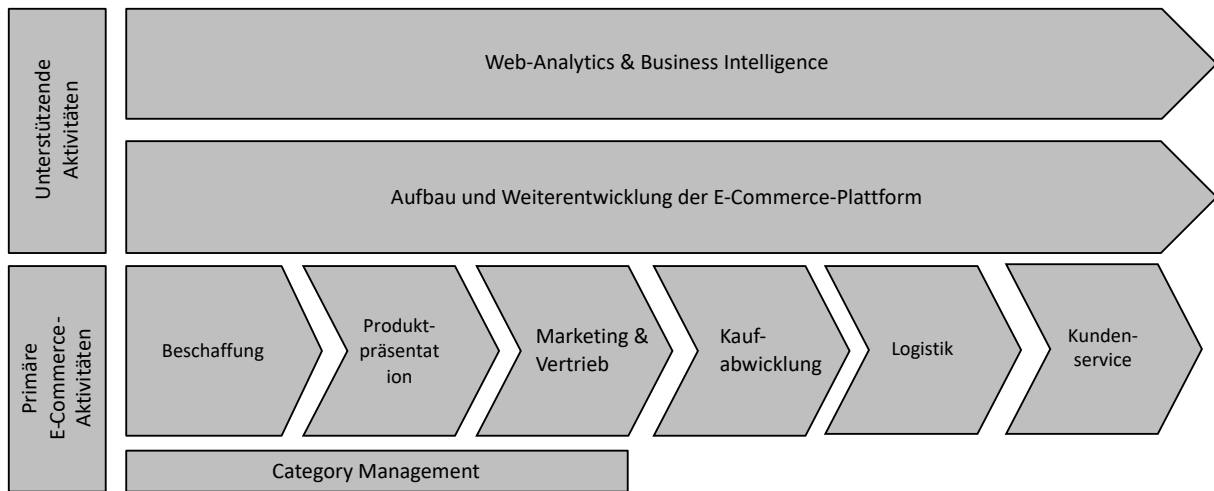 Unterstützende
Aktivitäten
Web-Analytics & Business Intelligence
Aufbau und Weiterentwicklung der E-Commerce-Plattform
Primäre
E-Commerce-
Aktivitäten
Beschaffung
Produkt-
präsentat
ion
Marketing &
Vertrieb
Kauf-
abwicklung
Logistik
Kunden-
service
Category Management